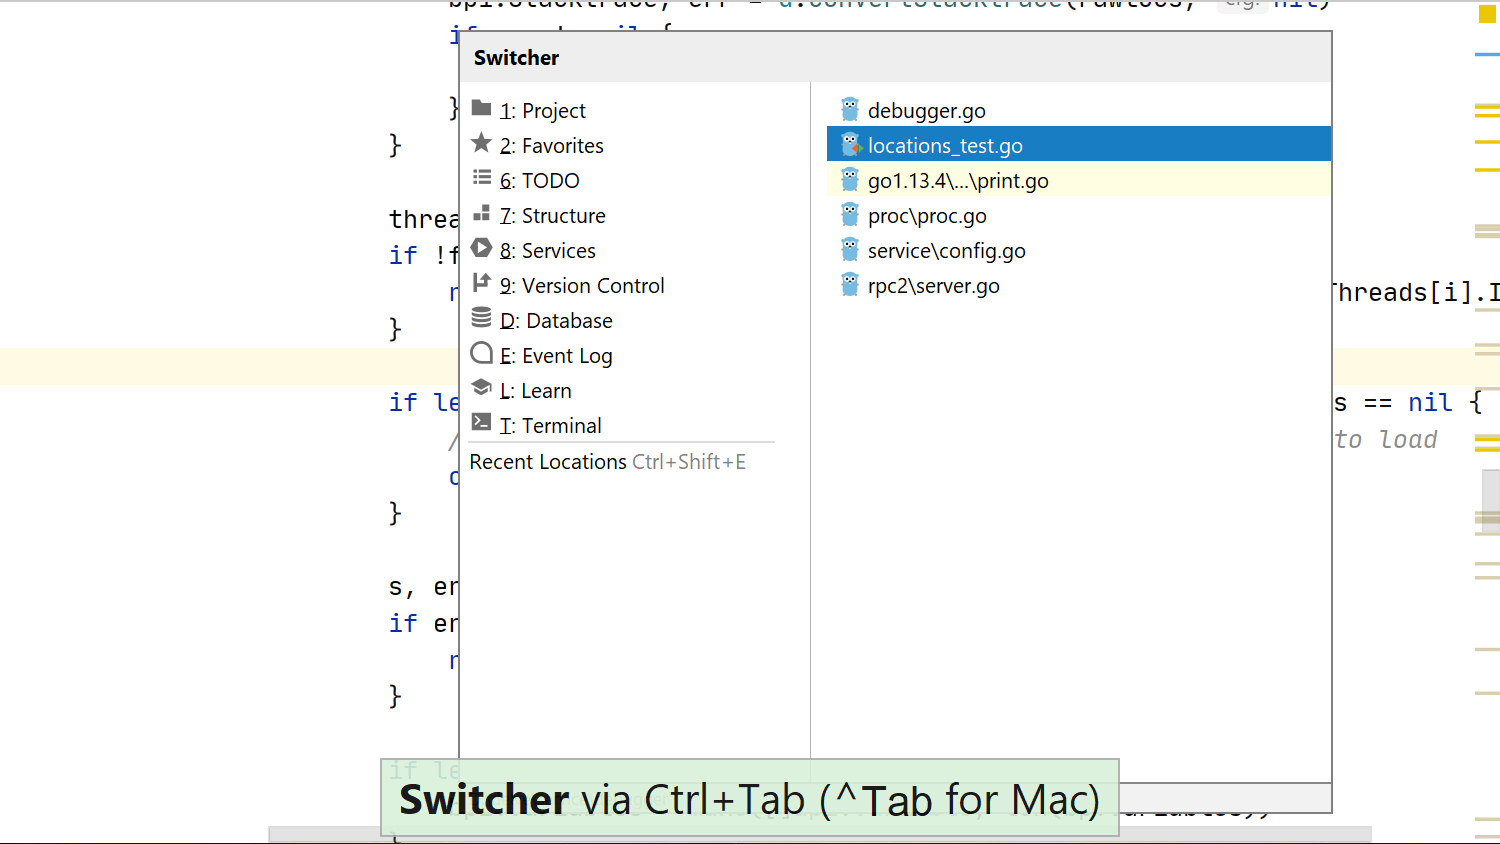 Switcher
1: Project
2: Favorites
6: TODO
7: Structure
8: Services
9: Version Control
D: Database
E: Event Log
L: Learn
T: Terminal
Recent Locations Ctrl+Shift+E
debugger.go
locations_test.go
go1.13.4\...\print.go
proc\proc.go
service\config.go
rpc2\server.go
}
}
if !
}
Threads[i].I
if le
s == nil {
to load
}
s, er
if er
}
if le
Switcher via Ctrl+Tab (^Tab for Mac)